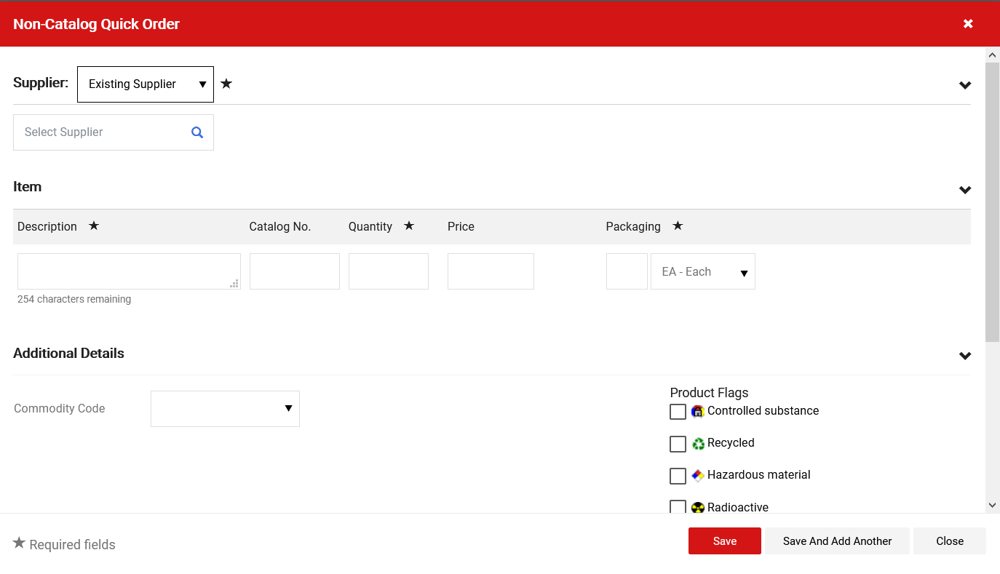 Non-Catalog Quick Order
Supplier: Existing Supplier
Select Supplier
Item
Description Catalog No. Quantity Price Packaging
EA - Each
254 characters remaining
Additional Details
Product Flags
Commodity Code
Controlled substance
Recycled
Hazardous material
Radioactive
Required fields
Save Save And Add Another Close